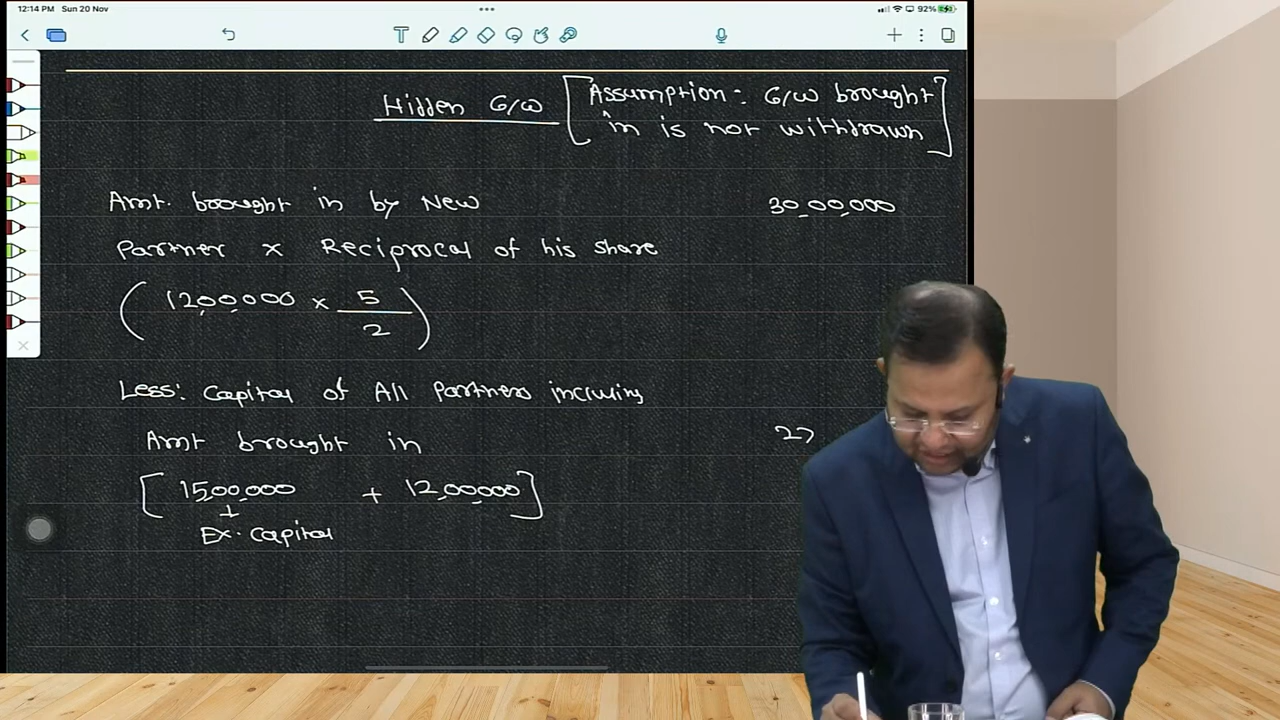 12:14 PM Sun 20 Nov
92%
Hidden G/W [Assumption: G/W brought
in is not withdrawn]
Amt. brought in by New 30,00,000
Partner x Reciprocal of his share
(12,00,000 x 5/2)
Less: Capital of All Partners including
Amt brought in 27
[15,00,000 + 12,00,000]
Ex. Capital